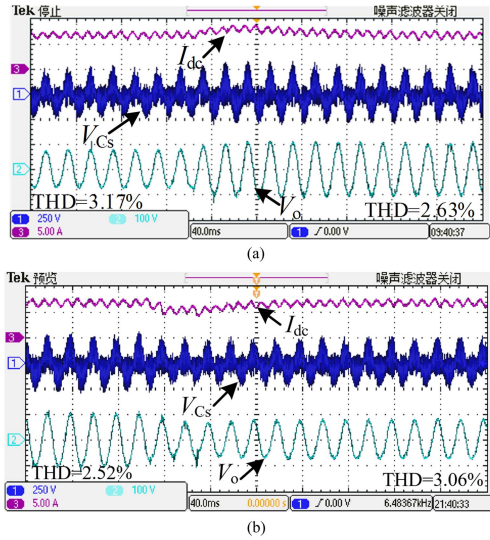 Tek 停止 噪声滤波器关闭
Idc
3
1
VCs
2
THD=3.17% Vo THD=2.63%
1 250 V 2 100 V
3 5.00 A 40.0ms 1 0.00 V 09:40:37
(a)
Tek 预览 噪声滤波器关闭
Idc
3
1
VCs
2
THD=2.52% Vo THD=3.06%
1 250 V 2 100 V
3 5.00 A 40.0ms 0.00000 s 1 0.00 V 6.48367kHz 21:40:33
(b)